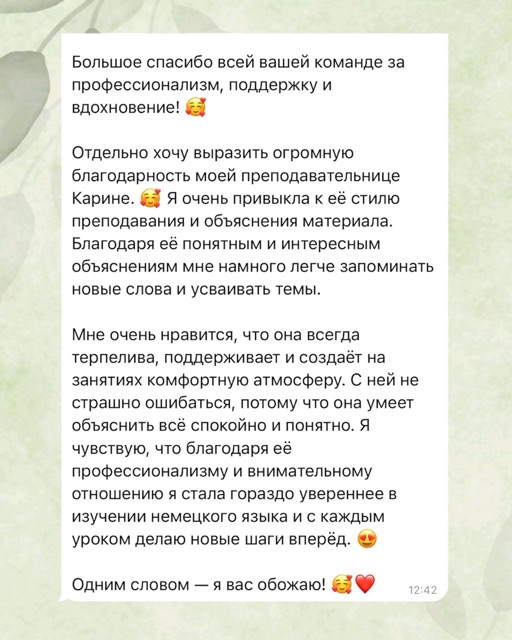 Большое спасибо всей вашей команде за
профессионализм, поддержку и
вдохновение! 🥰
Отдельно хочу выразить огромную
благодарность моей преподавательнице
Карине. 🥰 Я очень привыкла к её стилю
преподавания и объяснения материала.
Благодаря её понятным и интересным
объяснениям мне намного легче запоминать
новые слова и усваивать темы.
Мне очень нравится, что она всегда
терпелива, поддерживает и создаёт на
занятиях комфортную атмосферу. С ней не
страшно ошибаться, потому что она умеет
объяснить всё спокойно и понятно. Я
чувствую, что благодаря её
профессионализму и внимательному
отношению я стала гораздо увереннее в
изучении немецкого языка и с каждым
уроком делаю новые шаги вперёд. 😍
Одним словом — я вас обожаю! 🥰❤️
12:42